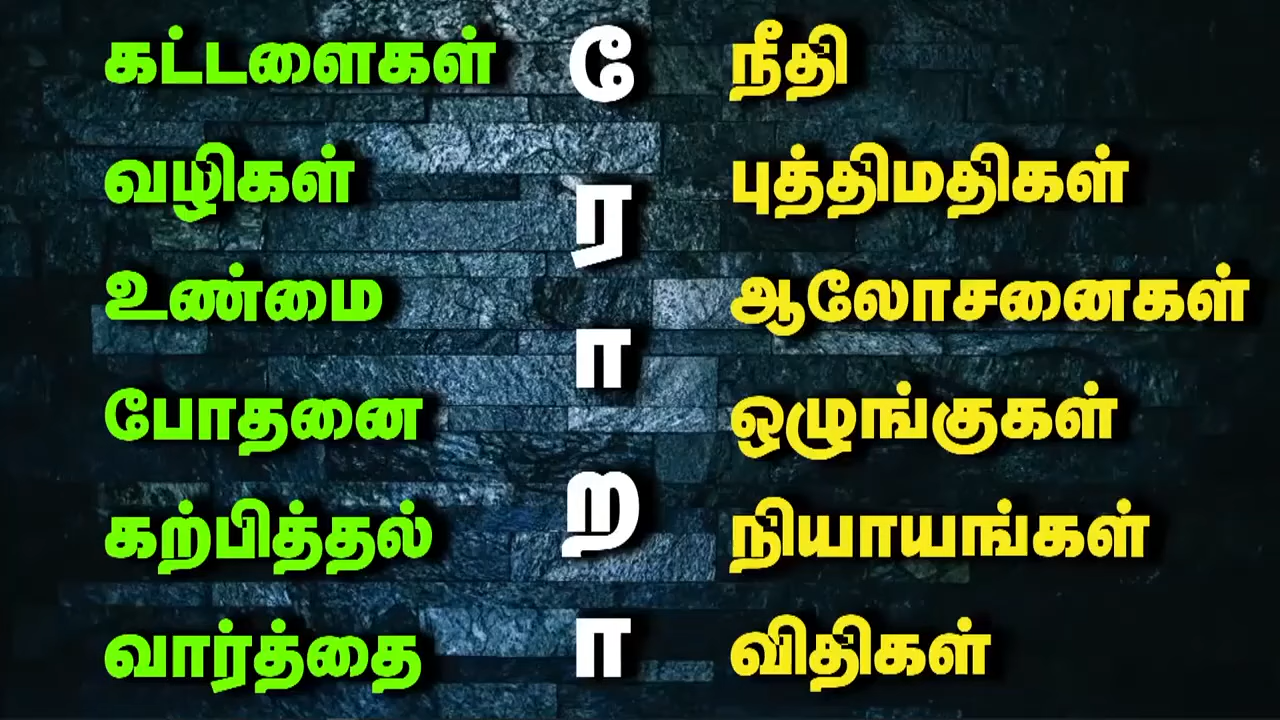 கட்டளைகள்
வழிகள்
உண்மை
போதனை
கற்பித்தல்
வார்த்தை
ரோறா
நீதி
புத்திமதிகள்
ஆலோசனைகள்
ஒழுங்குகள்
நியாயங்கள்
விதிகள்